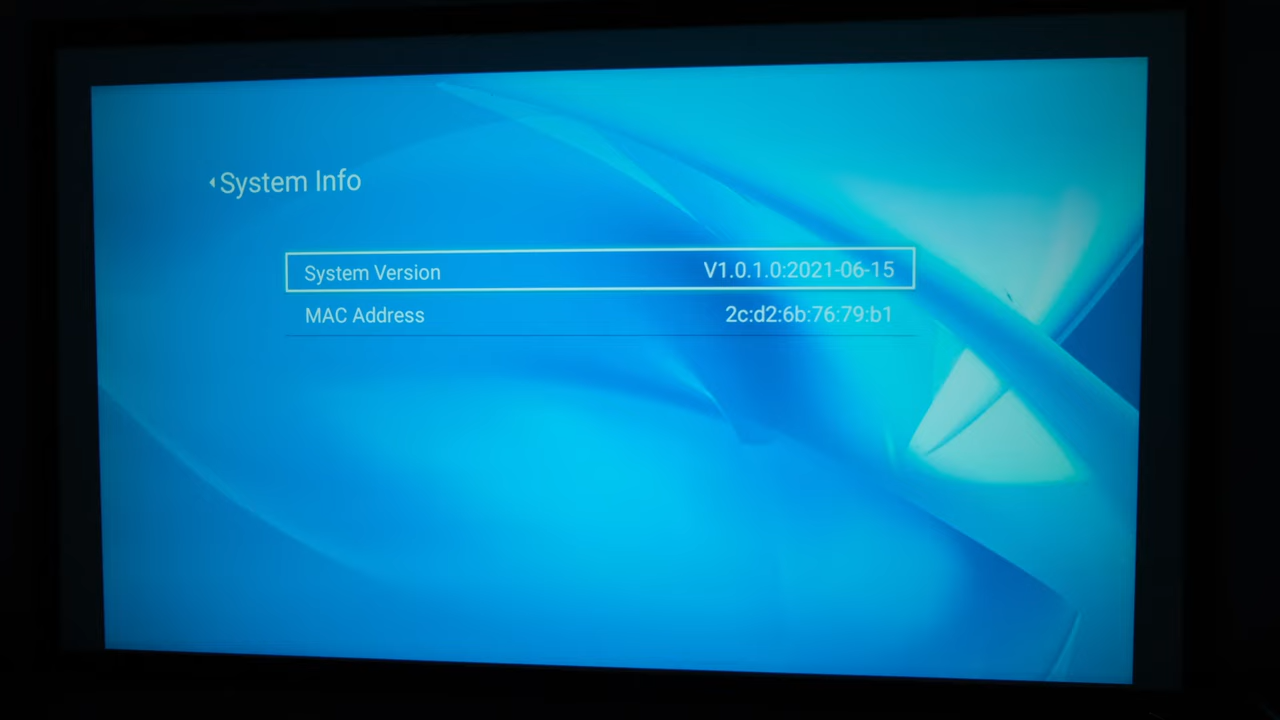 System Info
System Version V1.0.1.0:2021-06-15
MAC Address 2c:d2:6b:76:79:b1